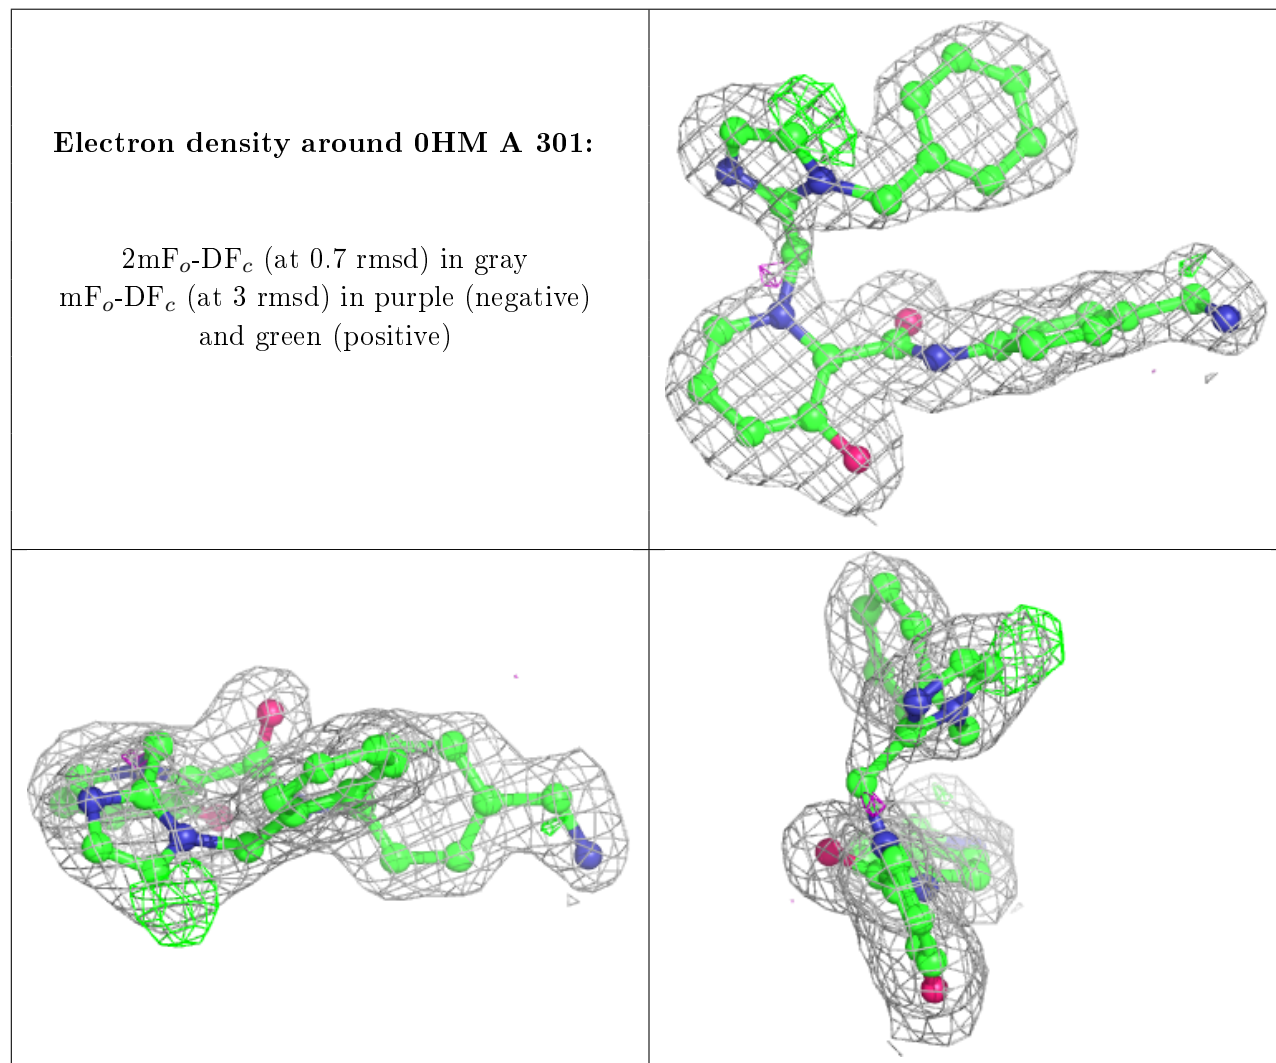 Electron density around 0HM A 301:
2mFo-DFc (at 0.7 rmsd) in gray
mFo-DFc (at 3 rmsd) in purple (negative)
and green (positive)